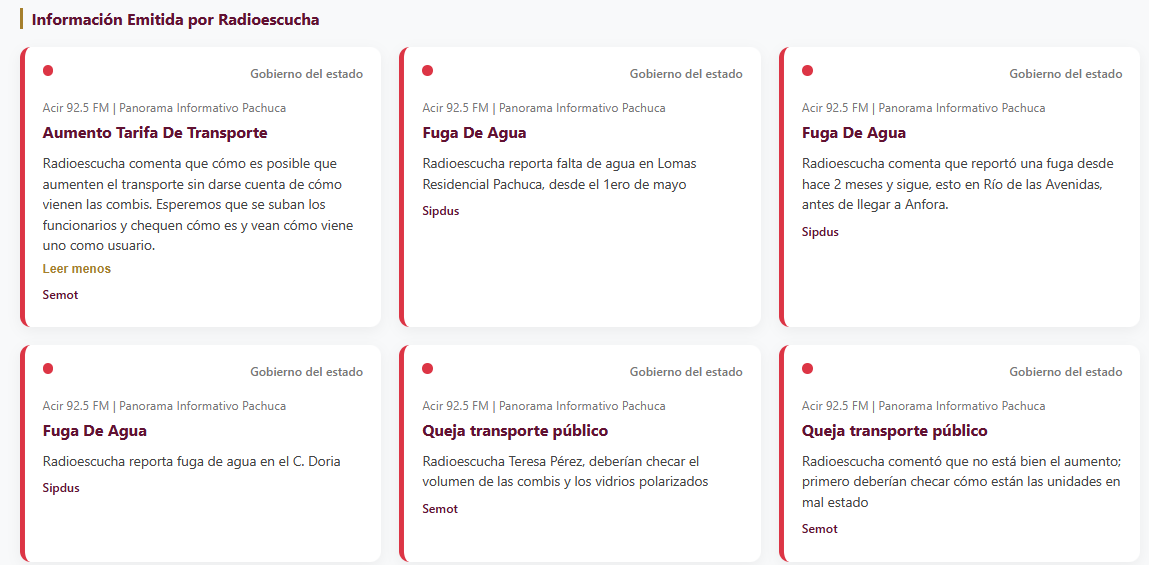 Información Emitida por Radioescucha
Gobierno del estado
Acir 92.5 FM | Panorama Informativo Pachuca
Aumento Tarifa De Transporte
Radioescucha comenta que cómo es posible que
aumenten el transporte sin darse cuenta de cómo
vienen las combis. Esperemos que se suban los
funcionarios y chequen cómo es y vean cómo viene
uno como usuario.
Leer menos
Semot
Gobierno del estado
Acir 92.5 FM | Panorama Informativo Pachuca
Fuga De Agua
Radioescucha reporta falta de agua en Lomas
Residencial Pachuca, desde el 1ero de mayo
Sipdus
Gobierno del estado
Acir 92.5 FM | Panorama Informativo Pachuca
Fuga De Agua
Radioescucha comenta que reportó una fuga desde
hace 2 meses y sigue, esto en Río de las Avenidas,
antes de llegar a Anfora.
Sipdus
Gobierno del estado
Acir 92.5 FM | Panorama Informativo Pachuca
Fuga De Agua
Radioescucha reporta fuga de agua en el C. Doria
Sipdus
Gobierno del estado
Acir 92.5 FM | Panorama Informativo Pachuca
Queja transporte público
Radioescucha Teresa Pérez, deberían checar el
volumen de las combis y los vidrios polarizados
Semot
Gobierno del estado
Acir 92.5 FM | Panorama Informativo Pachuca
Queja transporte público
Radioescucha comentó que no está bien el aumento;
primero deberían checar cómo están las unidades en
mal estado
Semot